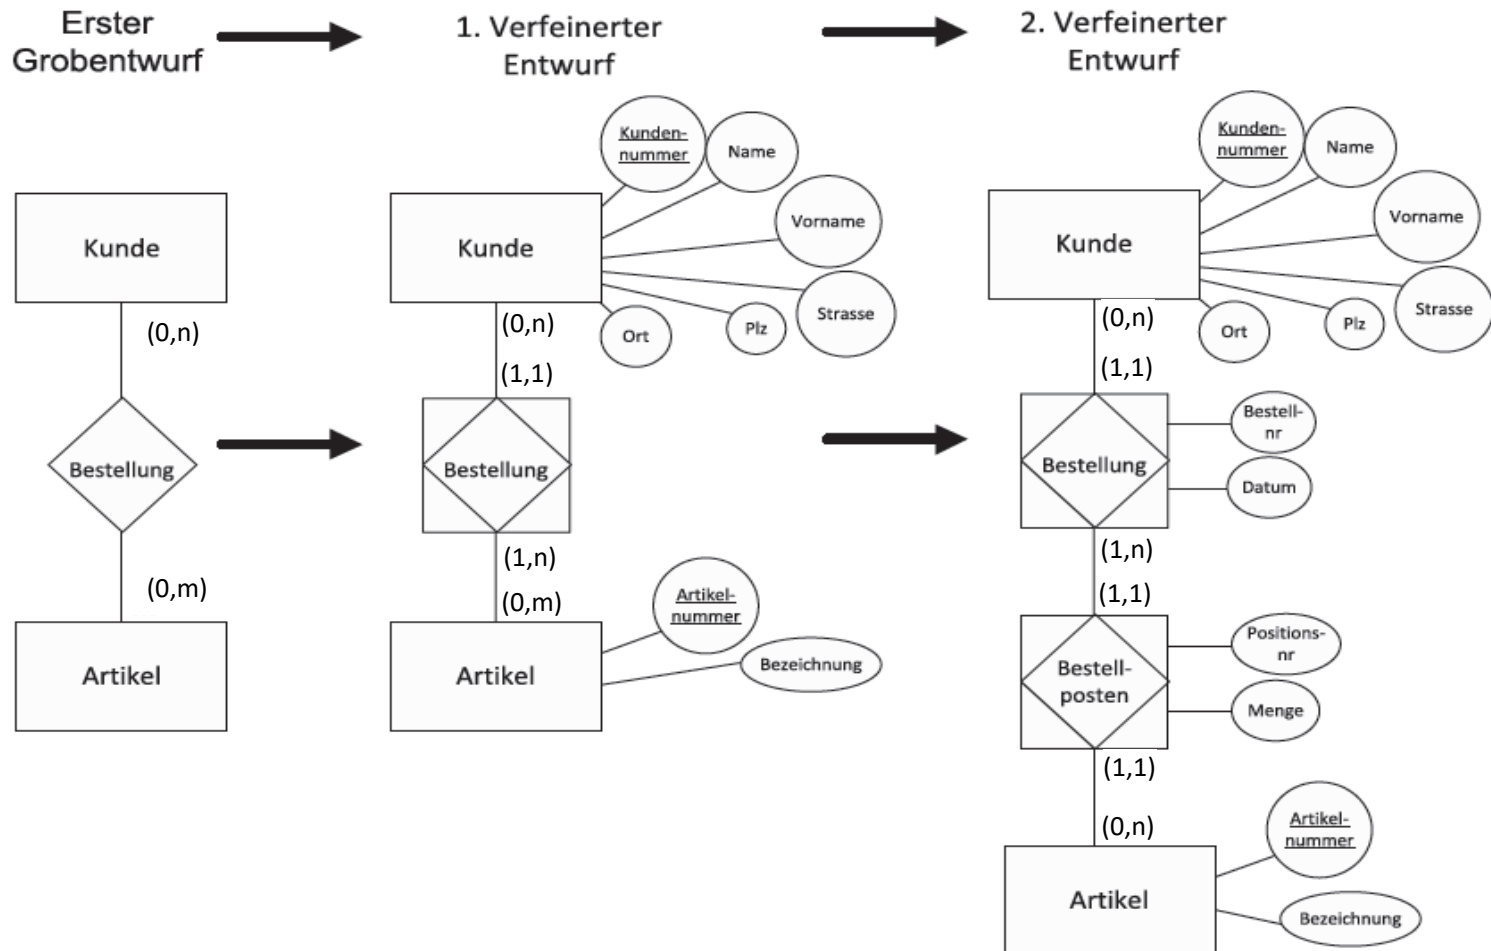 Erster
Grobentwurf
1. Verfeinerter
Entwurf
2. Verfeinerter
Entwurf
Kunde
(0,n)
Bestellung
(0,m)
Artikel
Kunden-
nummer
Name
Vorname
Strasse
Plz
Ort
Kunde
(0,n)
(1,1)
Bestellung
(1,n)
(0,m)
Artikel
Artikel-
nummer
Bezeichnung
Kunden-
nummer
Name
Vorname
Strasse
Plz
Ort
Kunde
(0,n)
(1,1)
Bestellung
Bestell-
nr
Datum
(1,n)
(1,1)
Bestell-
posten
Positions-
nr
Menge
(1,1)
(0,n)
Artikel
Artikel-
nummer
Bezeichnung